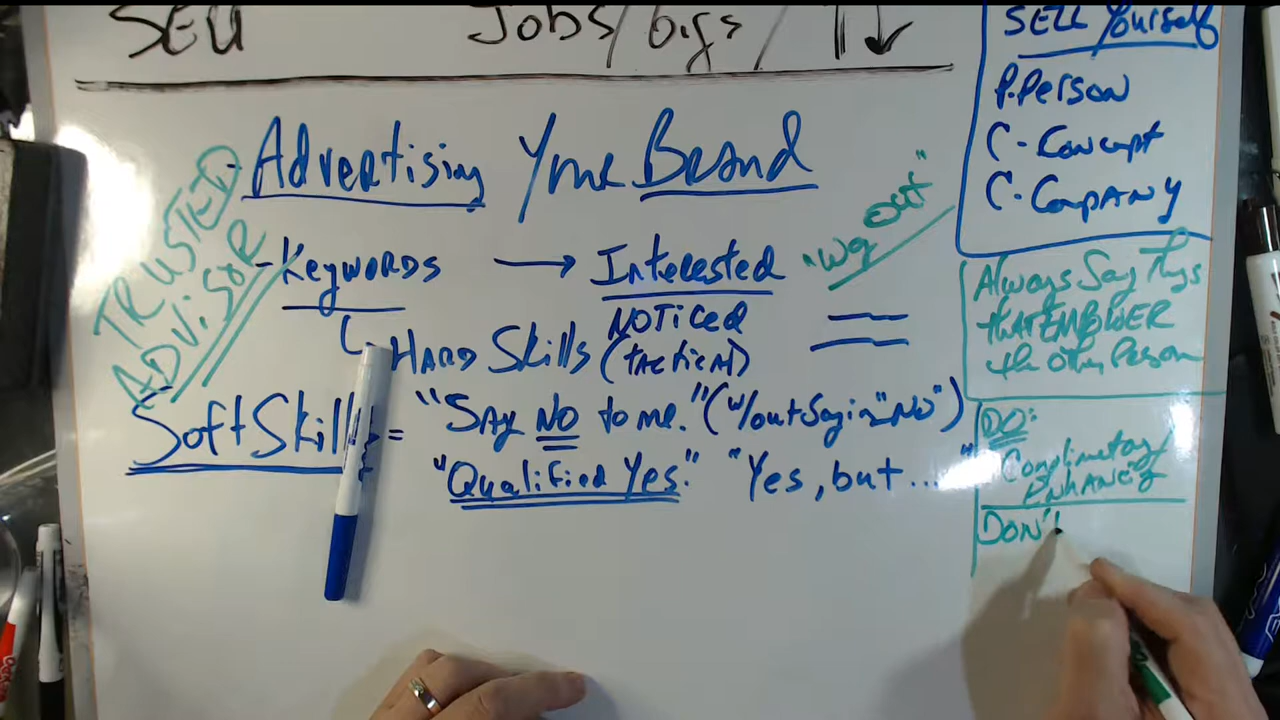 SEU Jobs/Gigs/↑↓
- Advertising Your Brand
TRUSTED
ADViSOR
- Keywords → Interested "way out"
NOTiCED
↳ HARD Skills (tactical)
Soft Skills = "SAy NO to me." (w/out Saying "NO")
"Qualified Yes." "Yes, but ... "
SELL Yourself
P. Person
C - Concept
C - CompANY
Always Say Things
tHAt EMPOWER
the other Person
DO:
Complimentary/
ENHANCE'g
DON'T